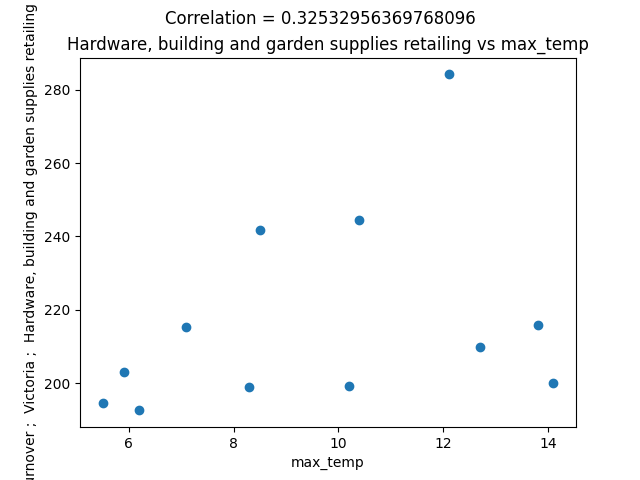 Correlation = 0.32532956369768096
Hardware, building and garden supplies retailing vs max_temp
; Victoria ; Hardware, building and garden supplies retailing
280
260
240
220
200
6 8 10 12 14
max_temp